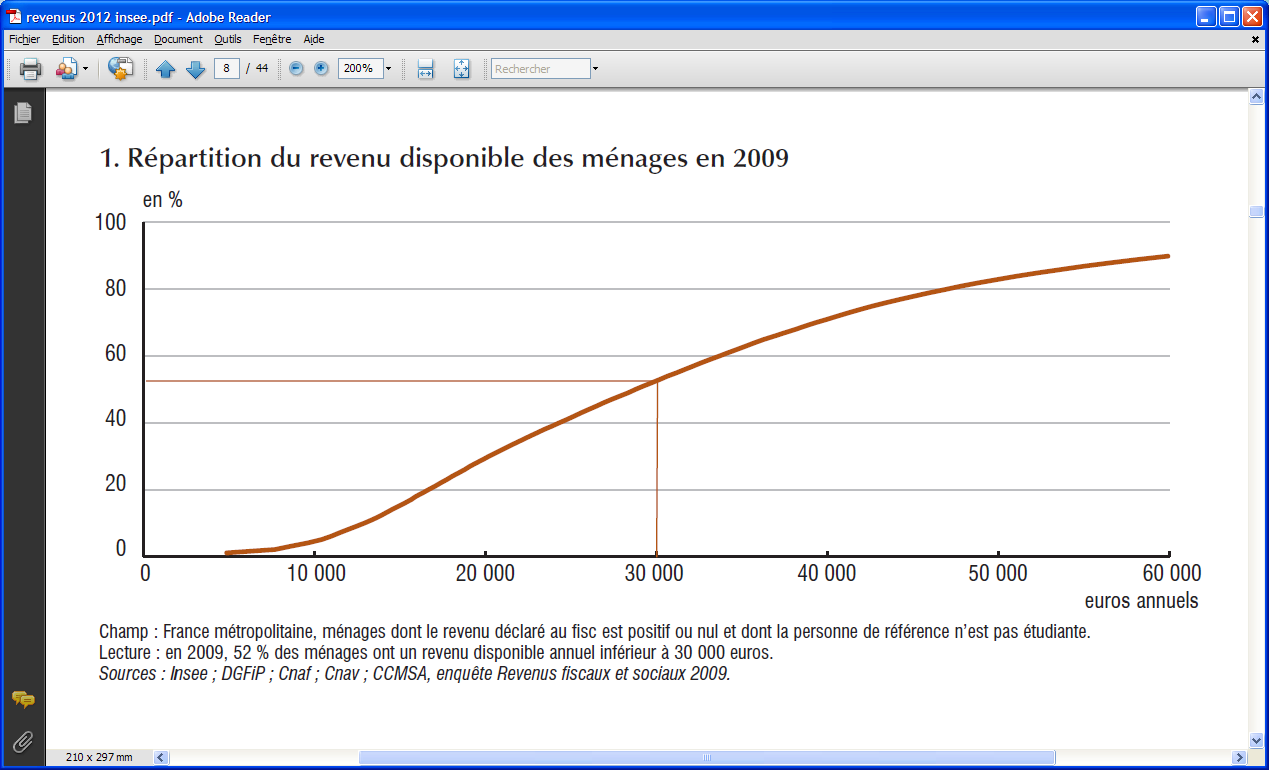 revenus 2012 insee.pdf - Adobe Reader
Fichier Edition Affichage Document Outils Fenêtre Aide
8 / 44 200% Rechercher
1. Répartition du revenu disponible des ménages en 2009
en %
100
80
60
40
20
0
0 10 000 20 000 30 000 40 000 50 000 60 000
euros annuels
Champ : France métropolitaine, ménages dont le revenu déclaré au fisc est positif ou nul et dont la personne de référence n'est pas étudiante.
Lecture : en 2009, 52 % des ménages ont un revenu disponible annuel inférieur à 30 000 euros.
Sources : Insee ; DGFiP ; Cnaf ; Cnav ; CCMSA, enquête Revenus fiscaux et sociaux 2009.
210 x 297 mm